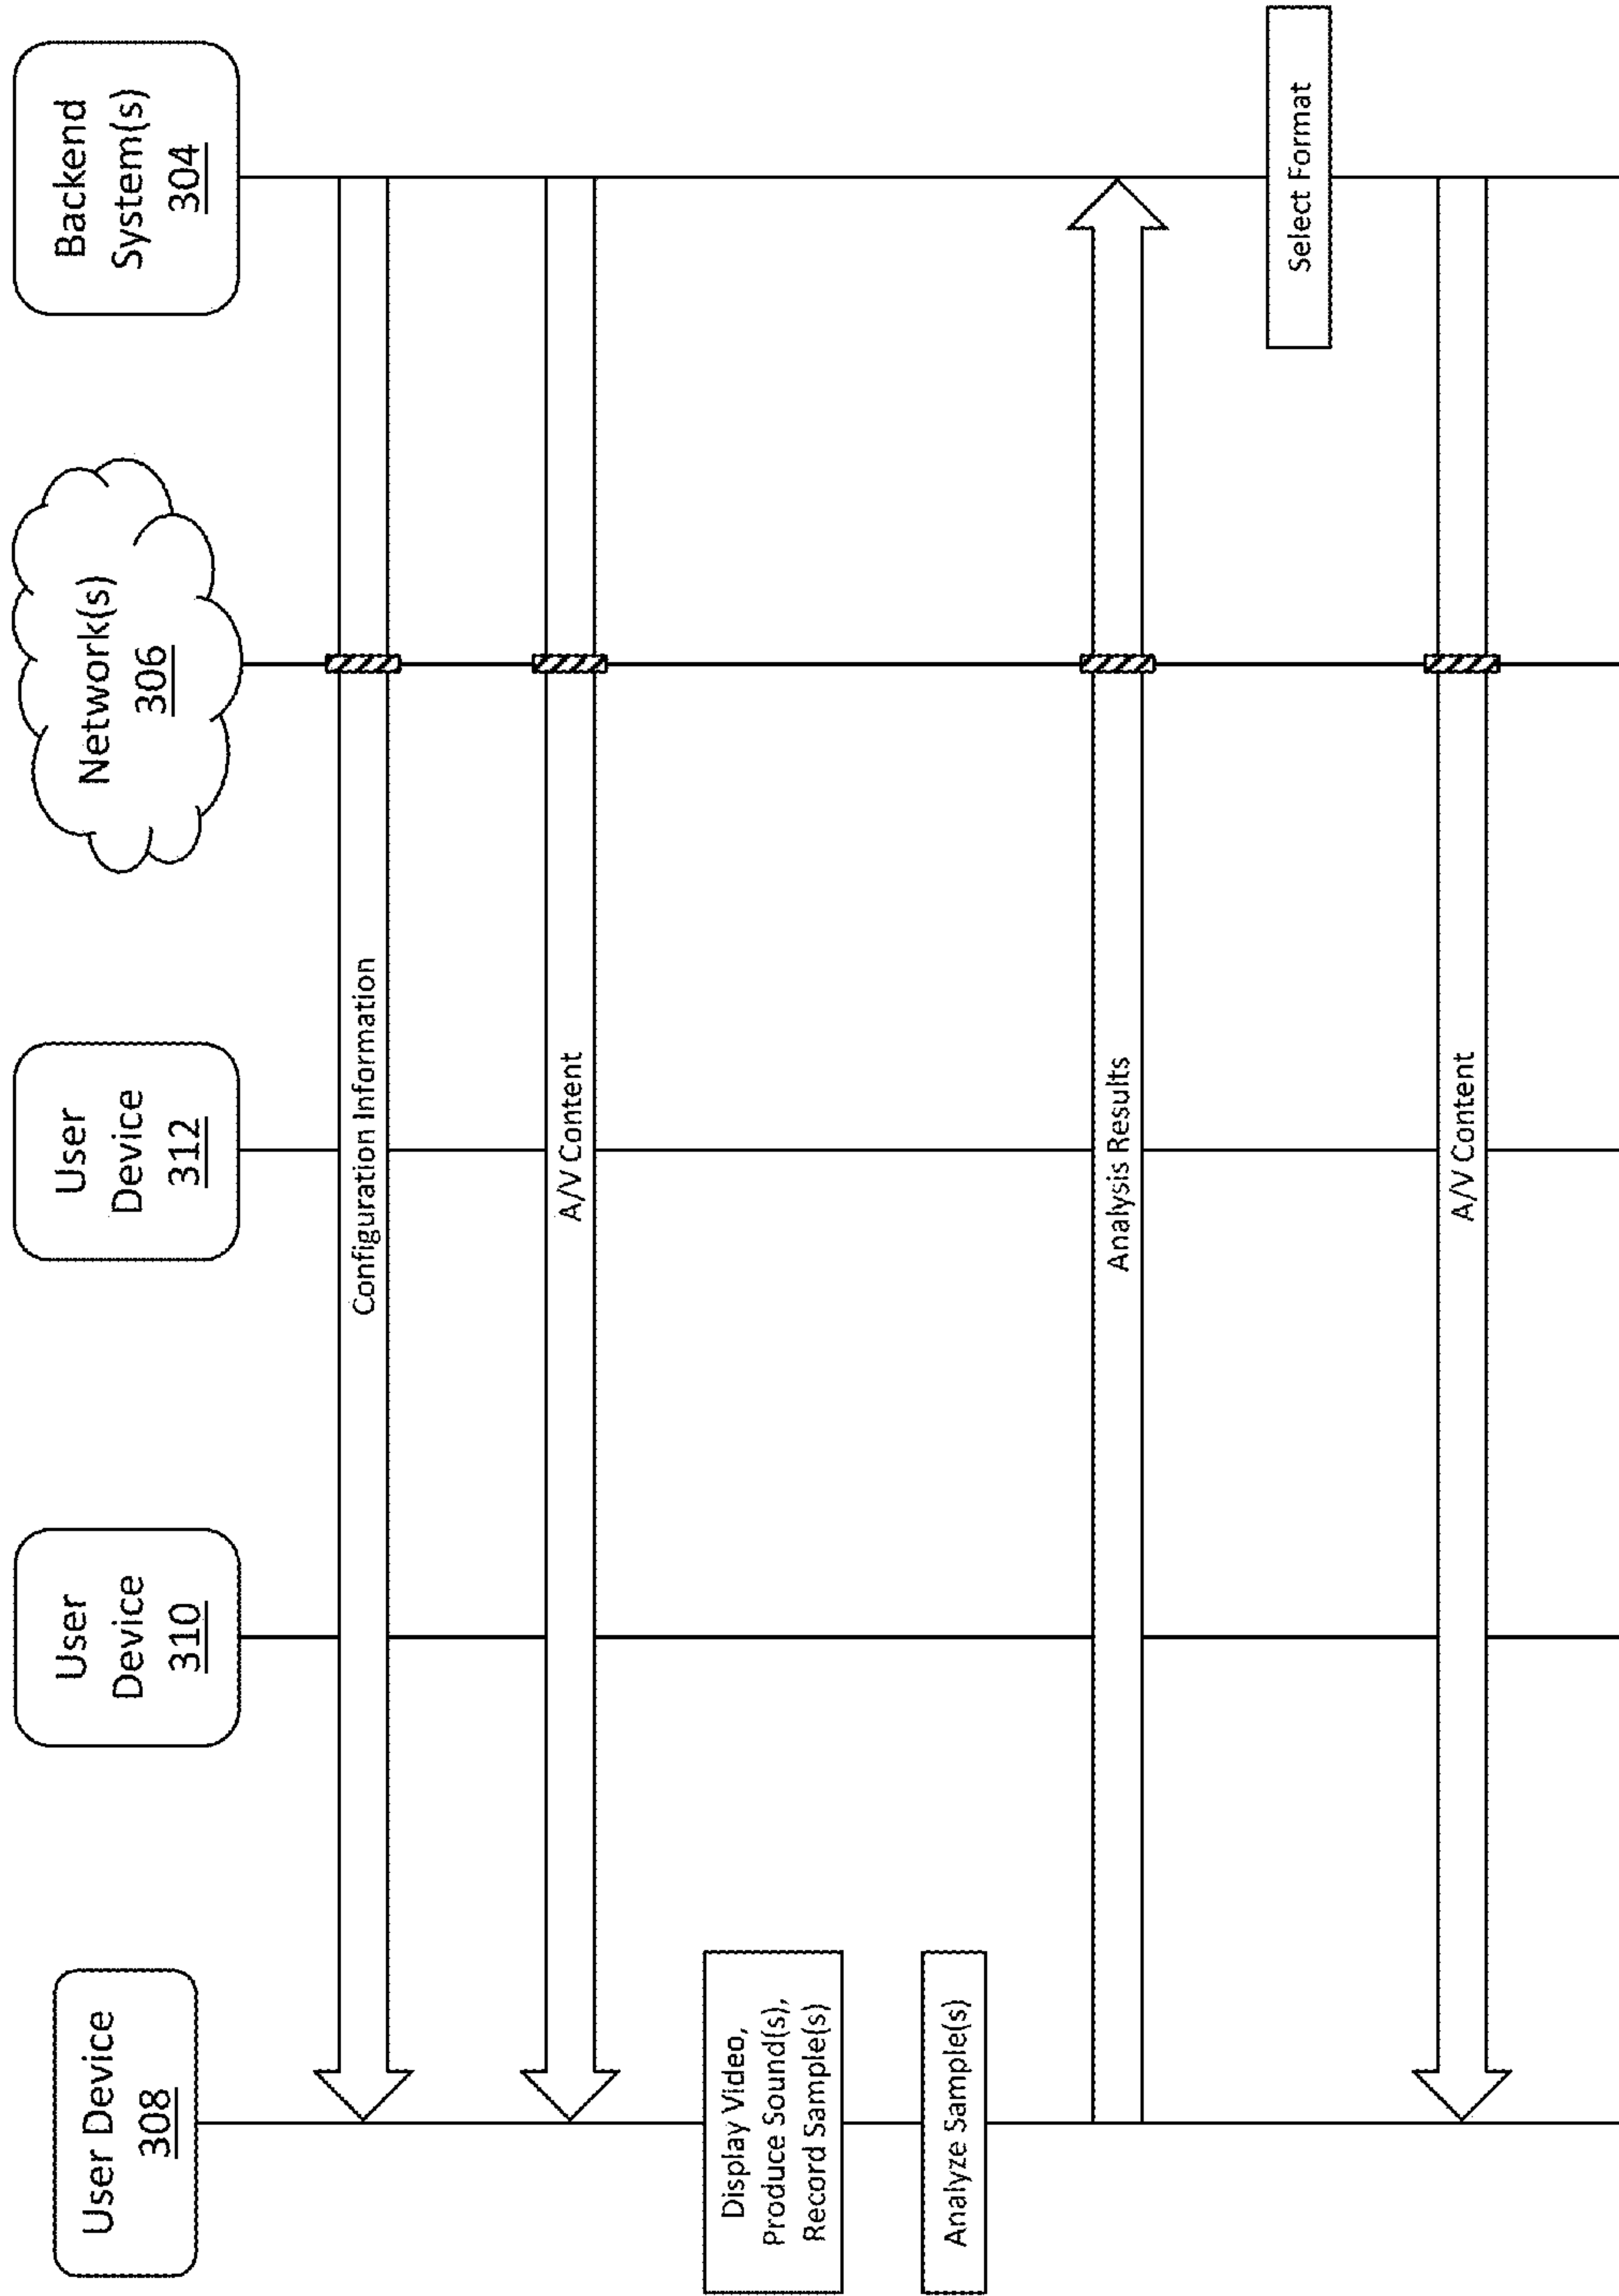 User Device
308
User
Device
310
User
Device
312
Network(s)
306
Backend
System(s)
304
Configuration Information
A/V Content
Display Video,
Produce Sound(s),
Record Sample(s)
Analyze Sample(s)
Analysis Results
Select Format
A/V Content